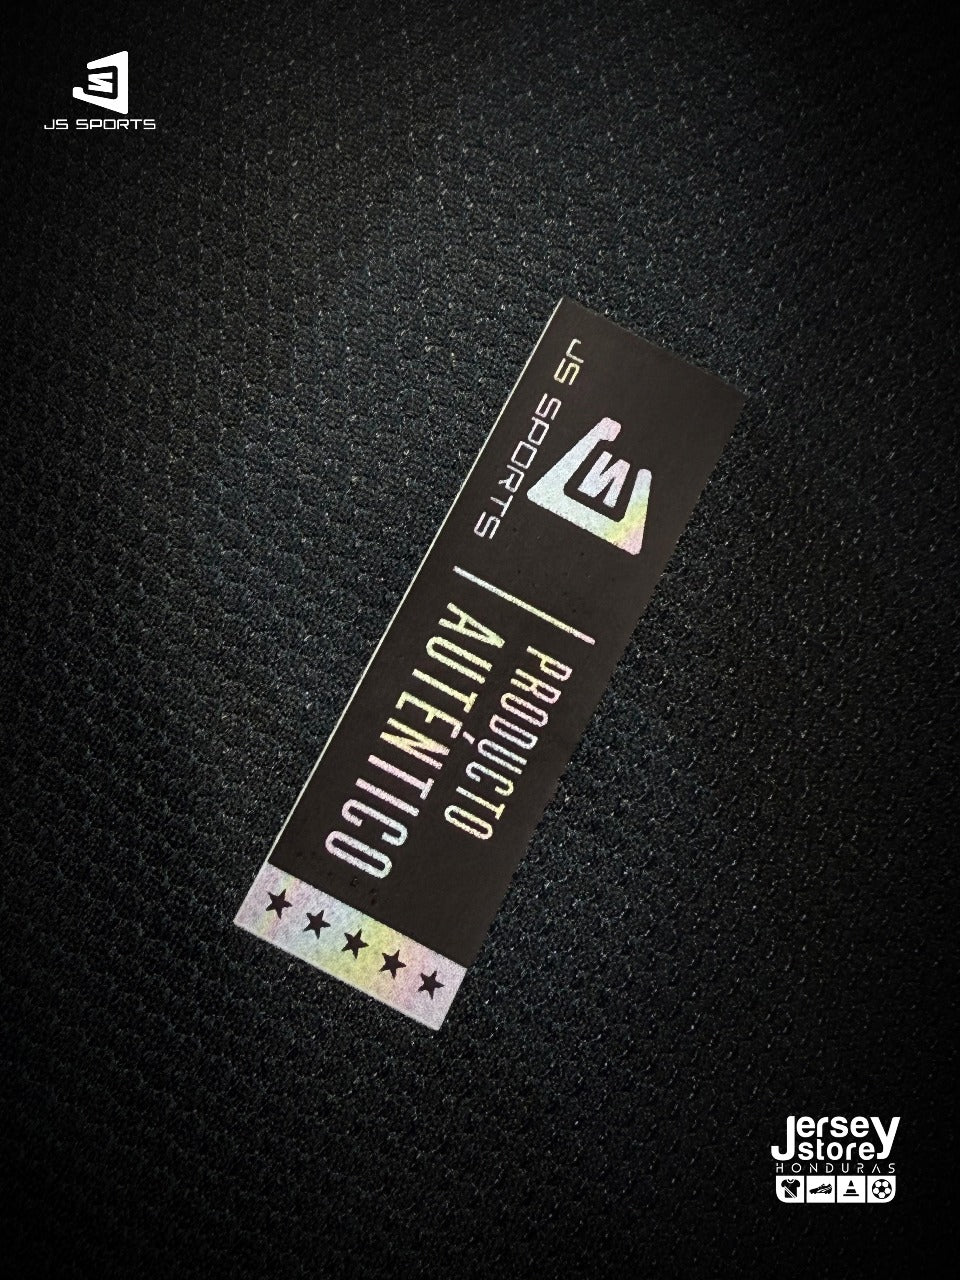 JS SPORTS
JS SPORTS
PRODUCTO
AUTÉNTICO
Jersey
store
HONDURAS